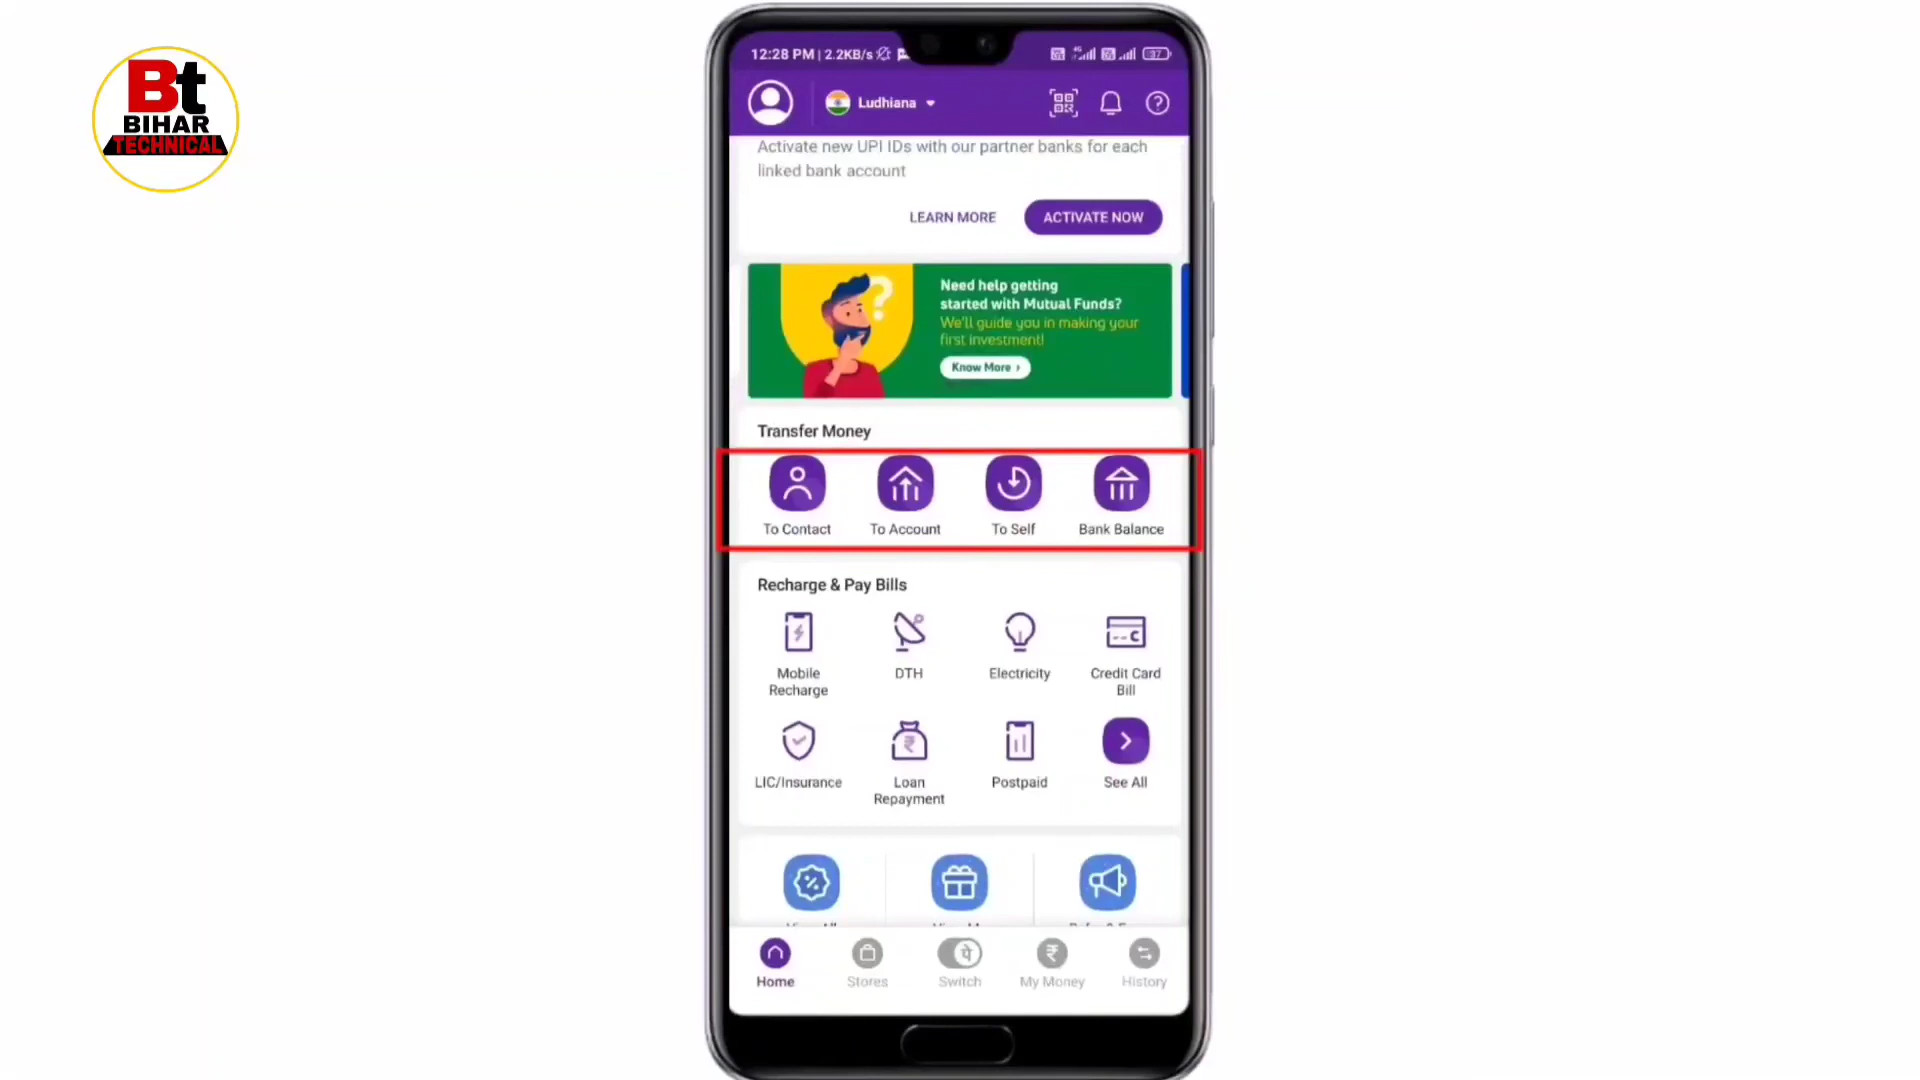 Bt
BIHAR
TECHNICAL
12:28 PM | 2.2KB/s
37
Ludhiana
Activate new UPI IDs with our partner banks for each
linked bank account
LEARN MORE
ACTIVATE NOW
Need help getting
started with Mutual Funds?
We'll guide you in making your
first investment!
Know More ›
Transfer Money
To Contact
To Account
To Self
Bank Balance
Recharge & Pay Bills
Mobile
Recharge
DTH
Electricity
Credit Card
Bill
LIC/Insurance
Loan
Repayment
Postpaid
See All
Home
Stores
Switch
My Money
History